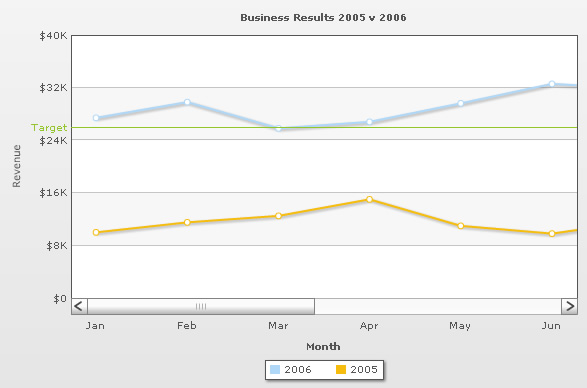 Business Results 2005 v 2006
$40K
$32K
Target
$24K
$16K
$8K
$0
Revenue
Jan Feb Mar Apr May Jun
Month
2006 2005